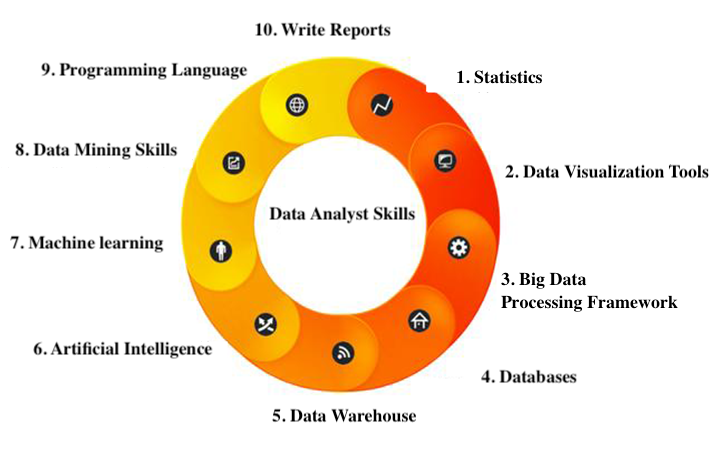 10. Write Reports
1. Statistics
2. Data Visualization Tools
3. Big Data
Processing Framework
4. Databases
5. Data Warehouse
6. Artificial Intelligence
7. Machine learning
8. Data Mining Skills
9. Programming Language
Data Analyst Skills